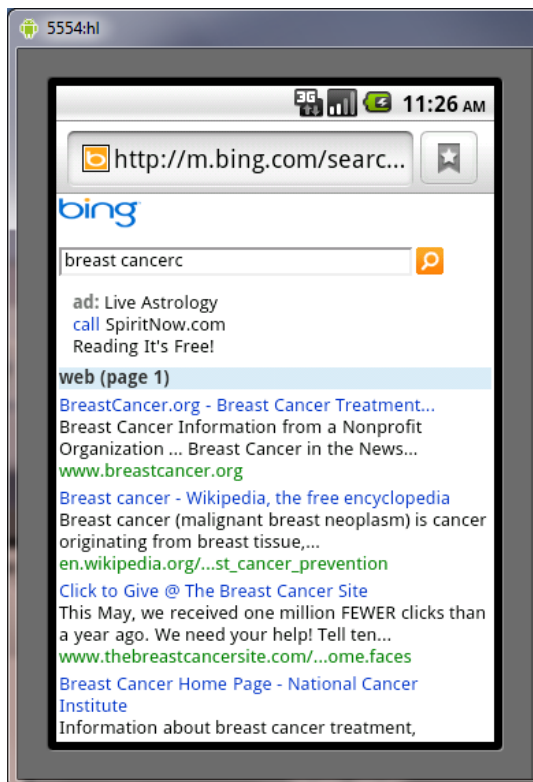 5554:hl
3G 11:26 AM
http://m.bing.com/searc...
bing
breast cancerc
ad: Live Astrology
call SpiritNow.com
Reading It's Free!
web (page 1)
BreastCancer.org - Breast Cancer Treatment...
Breast Cancer Information from a Nonprofit
Organization ... Breast Cancer in the News...
www.breastcancer.org
Breast cancer - Wikipedia, the free encyclopedia
Breast cancer (malignant breast neoplasm) is cancer
originating from breast tissue,...
en.wikipedia.org/...st_cancer_prevention
Click to Give @ The Breast Cancer Site
This May, we received one million FEWER clicks than
a year ago. We need your help! Tell ten...
www.thebreastcancersite.com/...ome.faces
Breast Cancer Home Page - National Cancer
Institute
Information about breast cancer treatment,